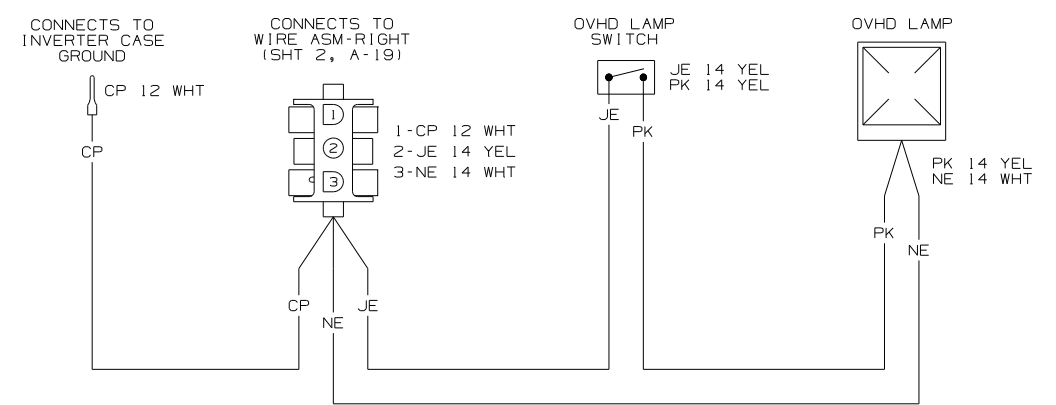 CONNECTS TO
INVERTER CASE
GROUND
CP 12 WHT
CP
CONNECTS TO
WIRE ASM-RIGHT
(SHT 2, A-19)
1
2
3
1-CP 12 WHT
2-JE 14 YEL
3-NE 14 WHT
CP
NE
JE
OVHD LAMP
SWITCH
JE 14 YEL
PK 14 YEL
JE
PK
OVHD LAMP
PK 14 YEL
NE 14 WHT
PK
NE